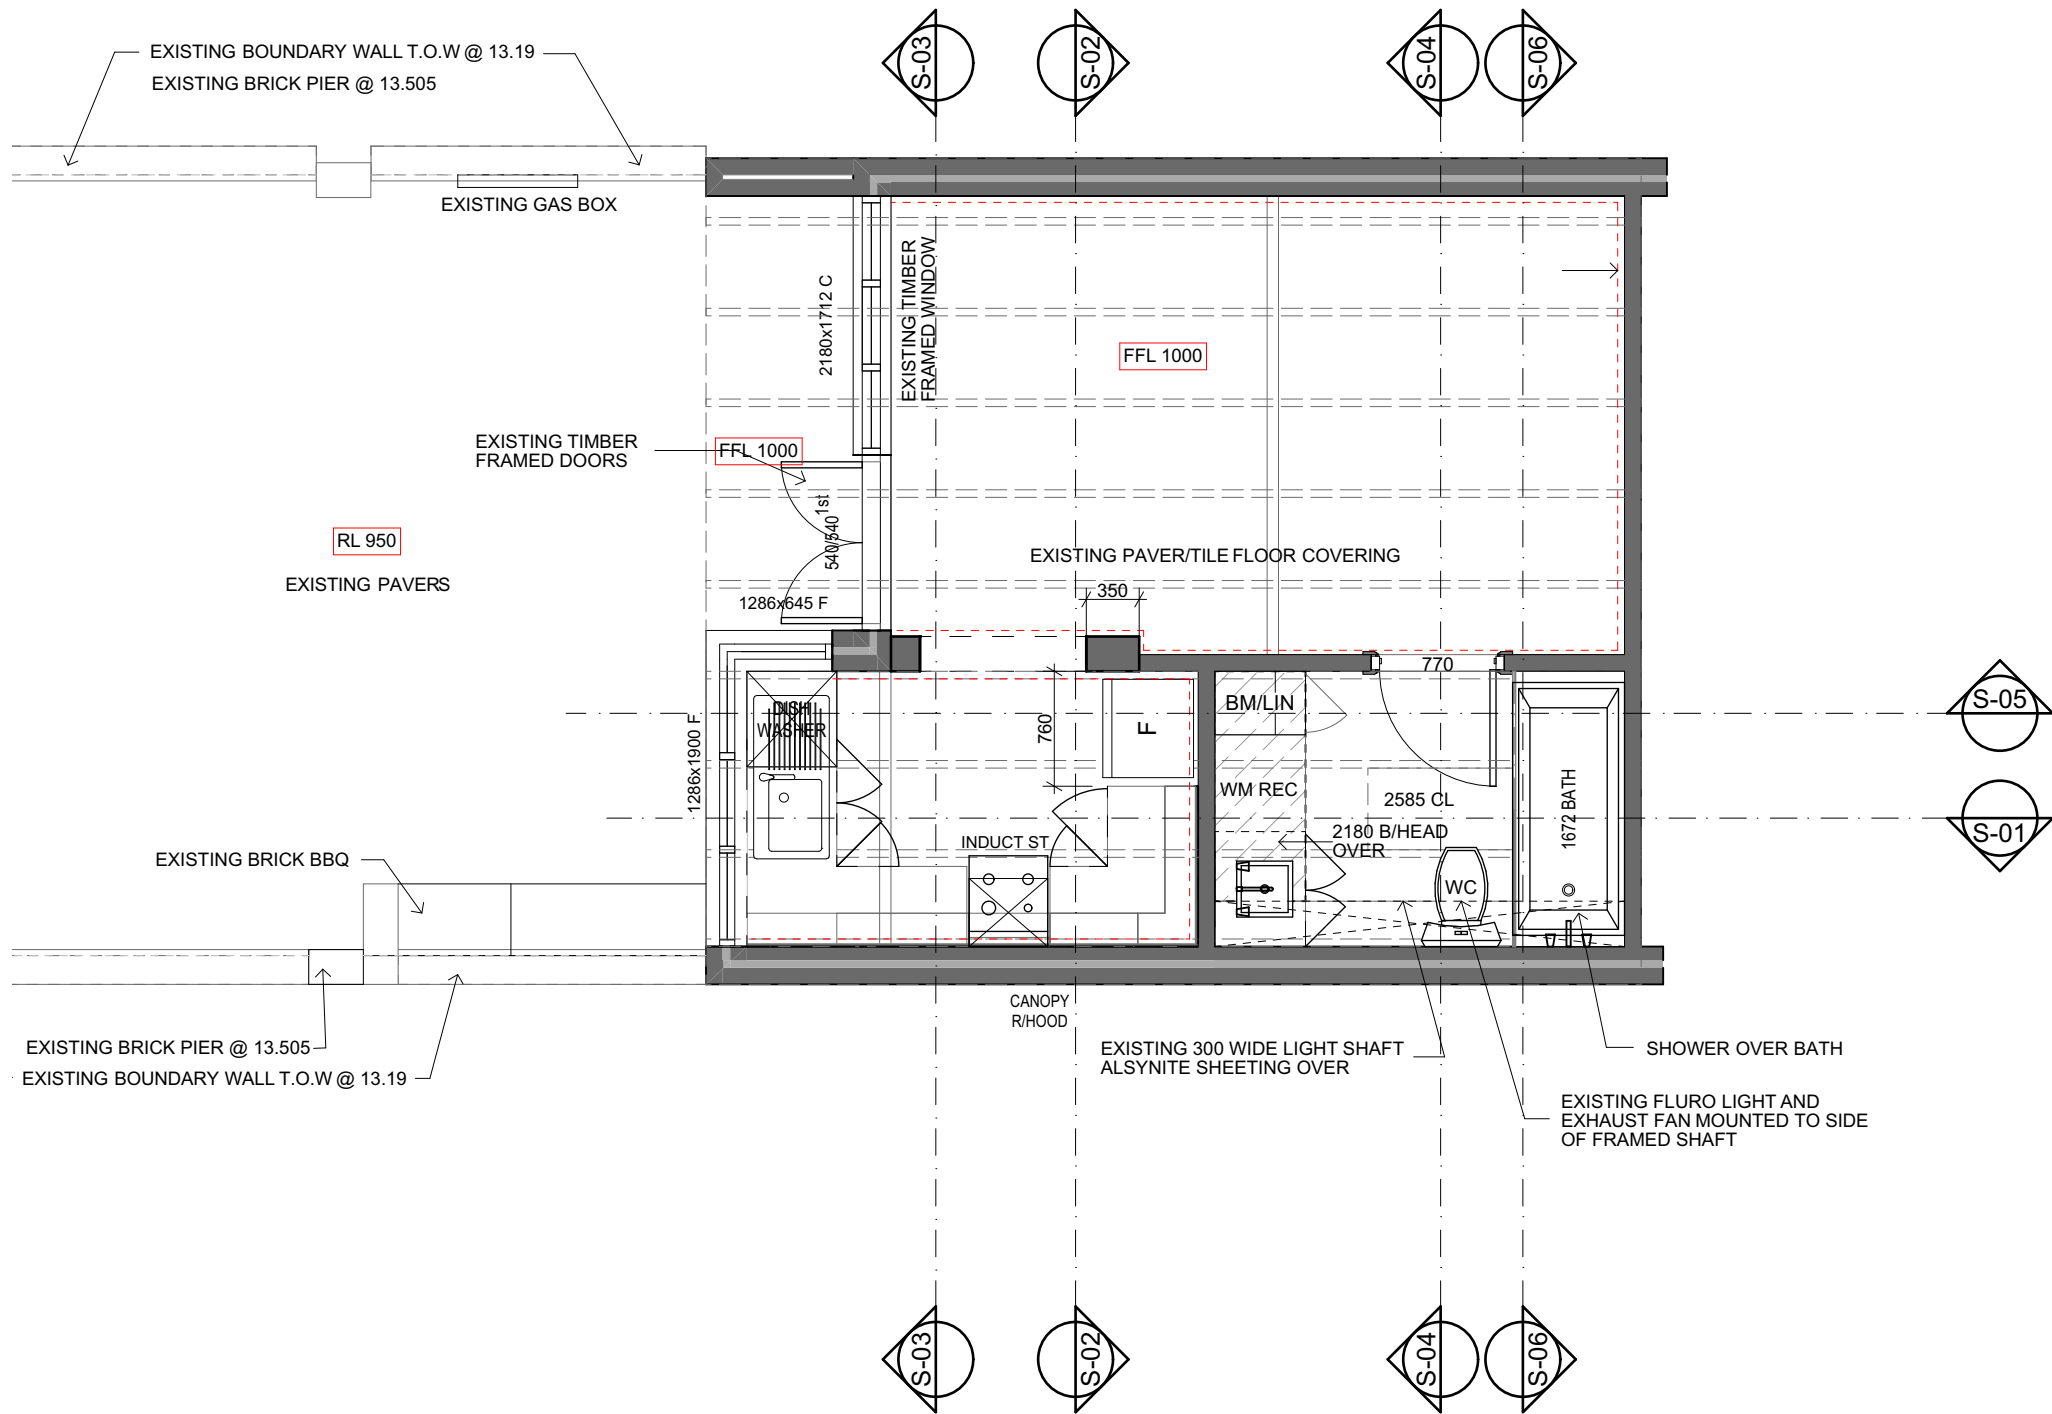 S-03
S-02
S-04
S-06
EXISTING BOUNDARY WALL T.O.W @ 13.19
EXISTING BRICK PIER @ 13.505
EXISTING GAS BOX
2180x1712 C
EXISTING TIMBER
FRAMED WINDOW
FFL 1000
EXISTING TIMBER
FRAMED DOORS
FFL 1000
1st
540/540
RL 950
EXISTING PAVERS
EXISTING PAVER/TILE FLOOR COVERING
350
1286x645 F
770
S-05
1286x1900 F
DISH
WASHER
760
F
BM/LIN
WM REC
2585 CL
1672 BATH
2180 B/HEAD
OVER
S-01
INDUCT ST
EXISTING BRICK BBQ
WC
CANOPY
R/HOOD
EXISTING BRICK PIER @ 13.505
EXISTING BOUNDARY WALL T.O.W @ 13.19
EXISTING 300 WIDE LIGHT SHAFT
ALSYNITE SHEETING OVER
SHOWER OVER BATH
EXISTING FLURO LIGHT AND
EXHAUST FAN MOUNTED TO SIDE
OF FRAMED SHAFT
S-03
S-02
S-04
S-06